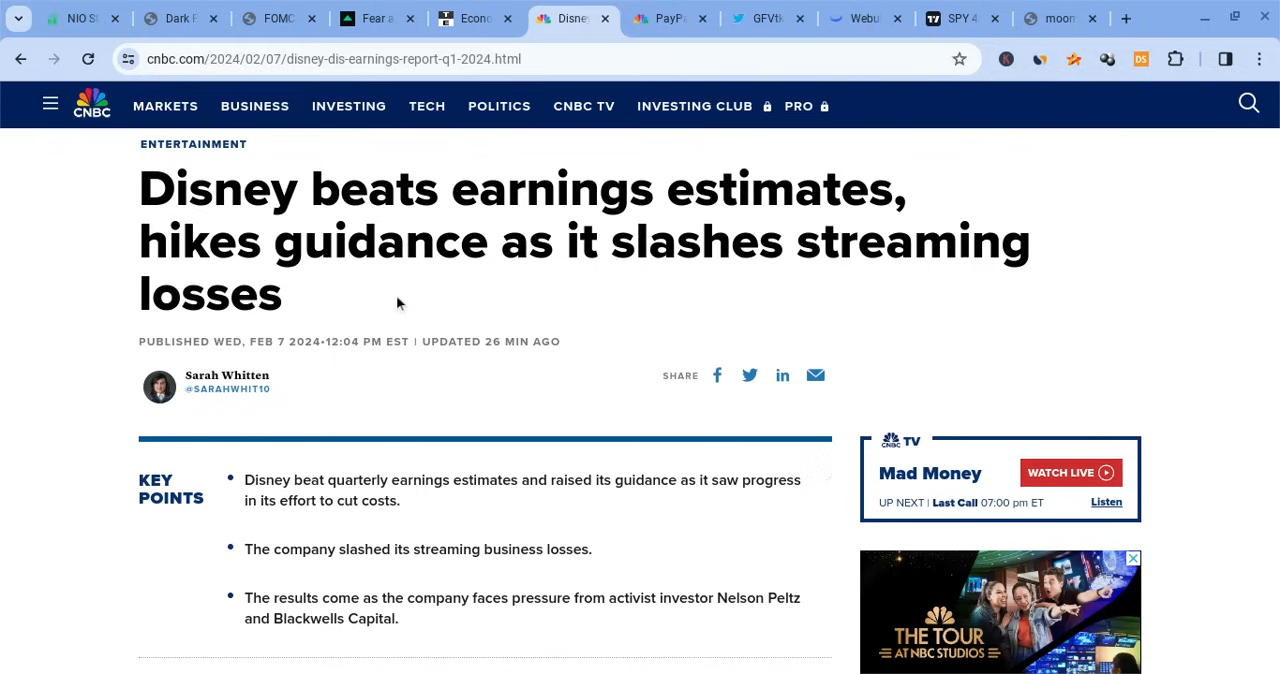 NIO S
Dark F
FOMC
Fear a
Econo
Disney
PayPa
GFVtk
Webu
SPY 4
moon
cnbc.com/2024/02/07/disney-dis-earnings-report-q1-2024.html
DS
CNBC
MARKETS BUSINESS INVESTING TECH POLITICS CNBC TV INVESTING CLUB PRO
ENTERTAINMENT
Disney beats earnings estimates,
hikes guidance as it slashes streaming
losses
PUBLISHED WED, FEB 7 2024•12:04 PM EST | UPDATED 26 MIN AGO
Sarah Whitten
@SARAHWHIT10
SHARE
KEY
POINTS
Disney beat quarterly earnings estimates and raised its guidance as it saw progress
in its effort to cut costs.
The company slashed its streaming business losses.
The results come as the company faces pressure from activist investor Nelson Peltz
and Blackwells Capital.
CNBC TV
Mad Money
WATCH LIVE
UP NEXT | Last Call 07:00 pm ET
Listen
THE TOUR
AT NBC STUDIOS